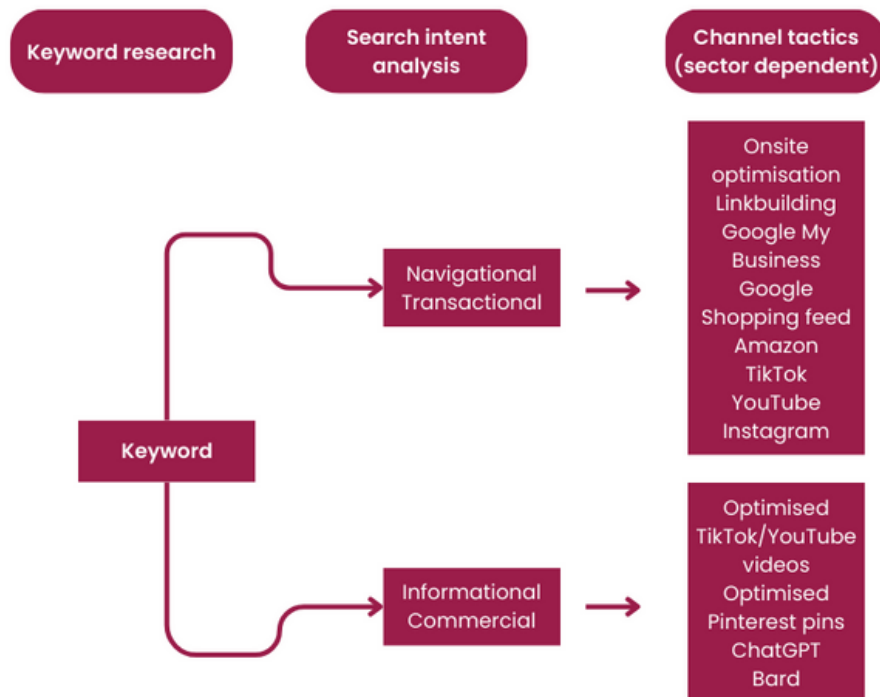 Keyword research
Search intent
analysis
Channel tactics
(sector dependent)
Keyword
Navigational
Transactional
Onsite
optimisation
Linkbuilding
Google My
Business
Google
Shopping feed
Amazon
TikTok
YouTube
Instagram
Informational
Commercial
Optimised
TikTok/YouTube
videos
Optimised
Pinterest pins
ChatGPT
Bard